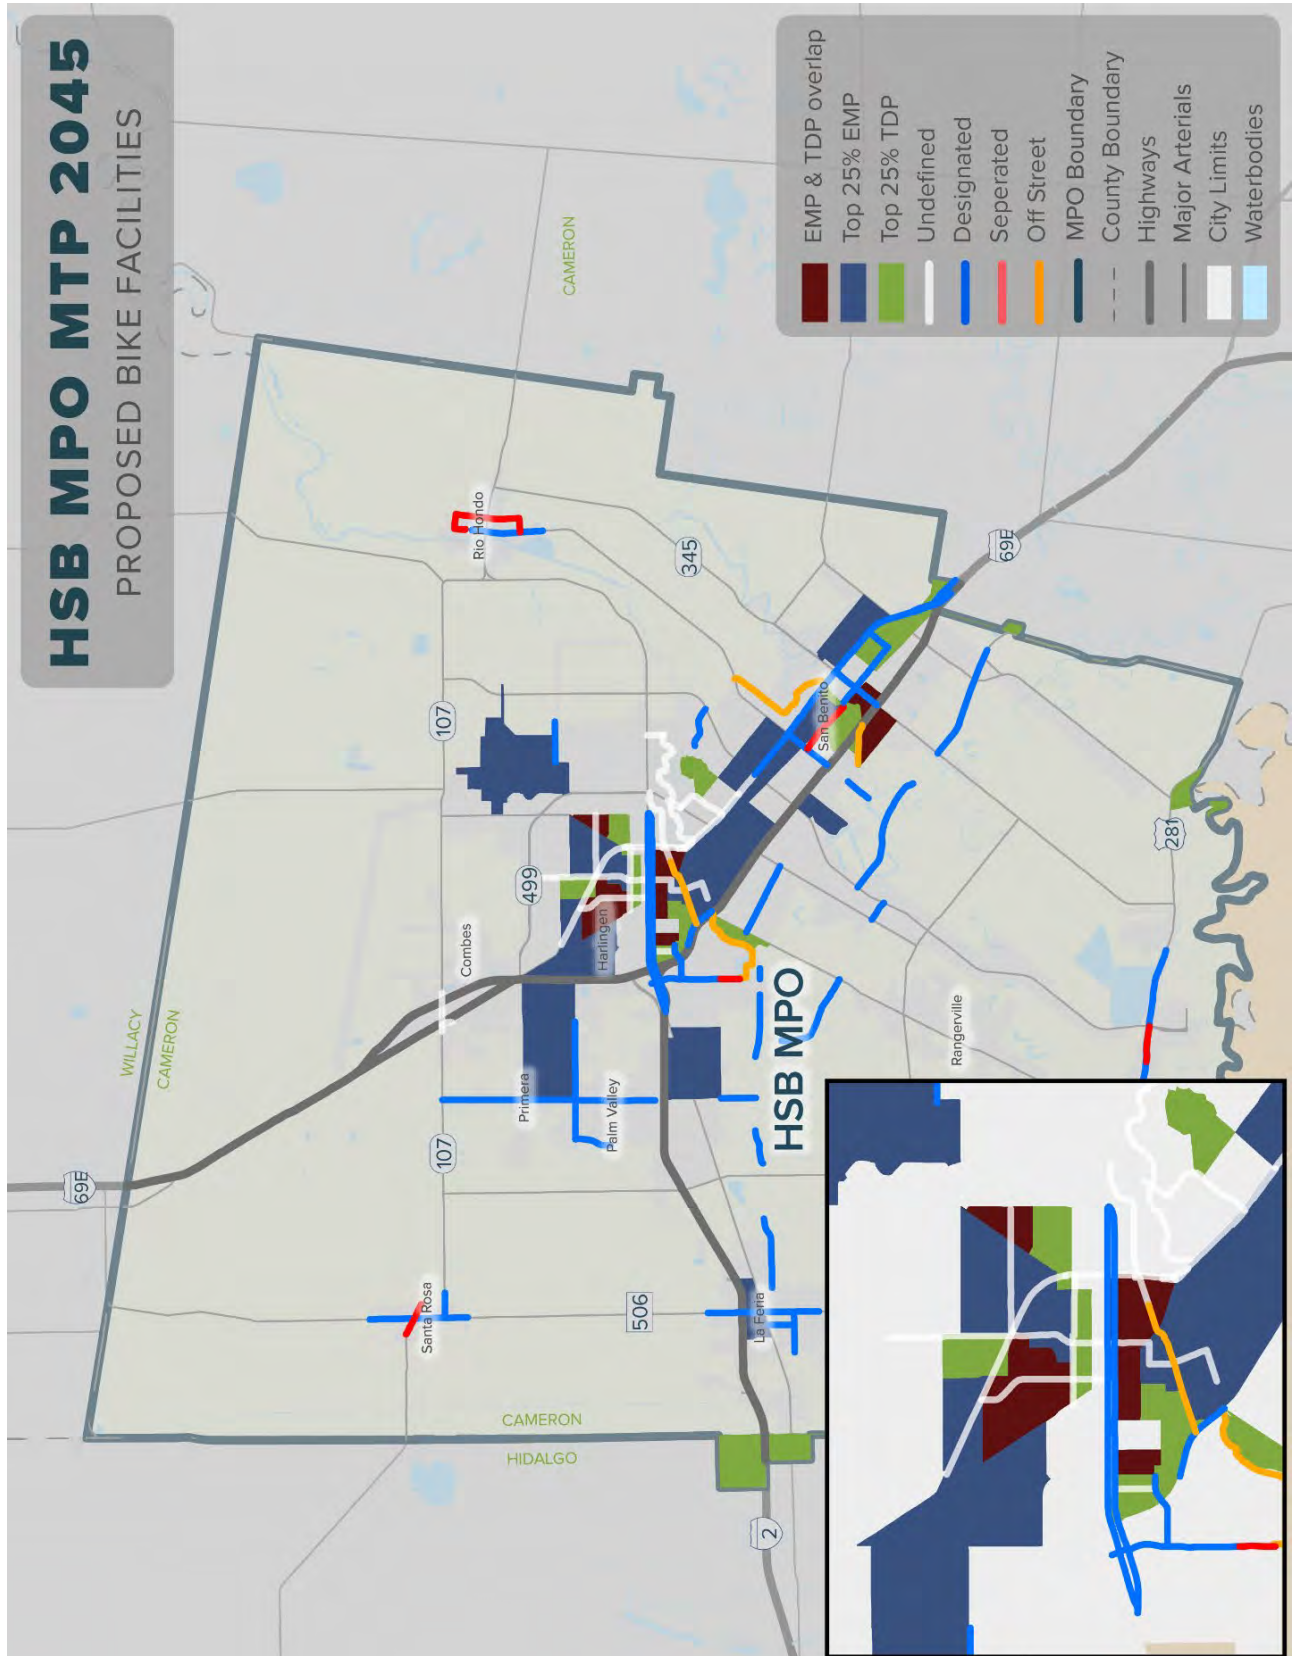 HSB MPO MTP 2045
PROPOSED BIKE FACILITIES
EMP & TDP overlap
Top 25% EMP
Top 25% TDP
Undefined
Designated
Seperated
Off Street
MPO Boundary
County Boundary
Highways
Major Arterials
City Limits
Waterbodies
69E
WILLACY
CAMERON
CAMERON
107
107
Rio Hondo
Santa Rosa
Combes
499
Primera
345
Harlingen
Palm Valley
506
CAMERON
HIDALGO
La Feria
2
San Benito
69E
HSB MPO
Rangerville
281